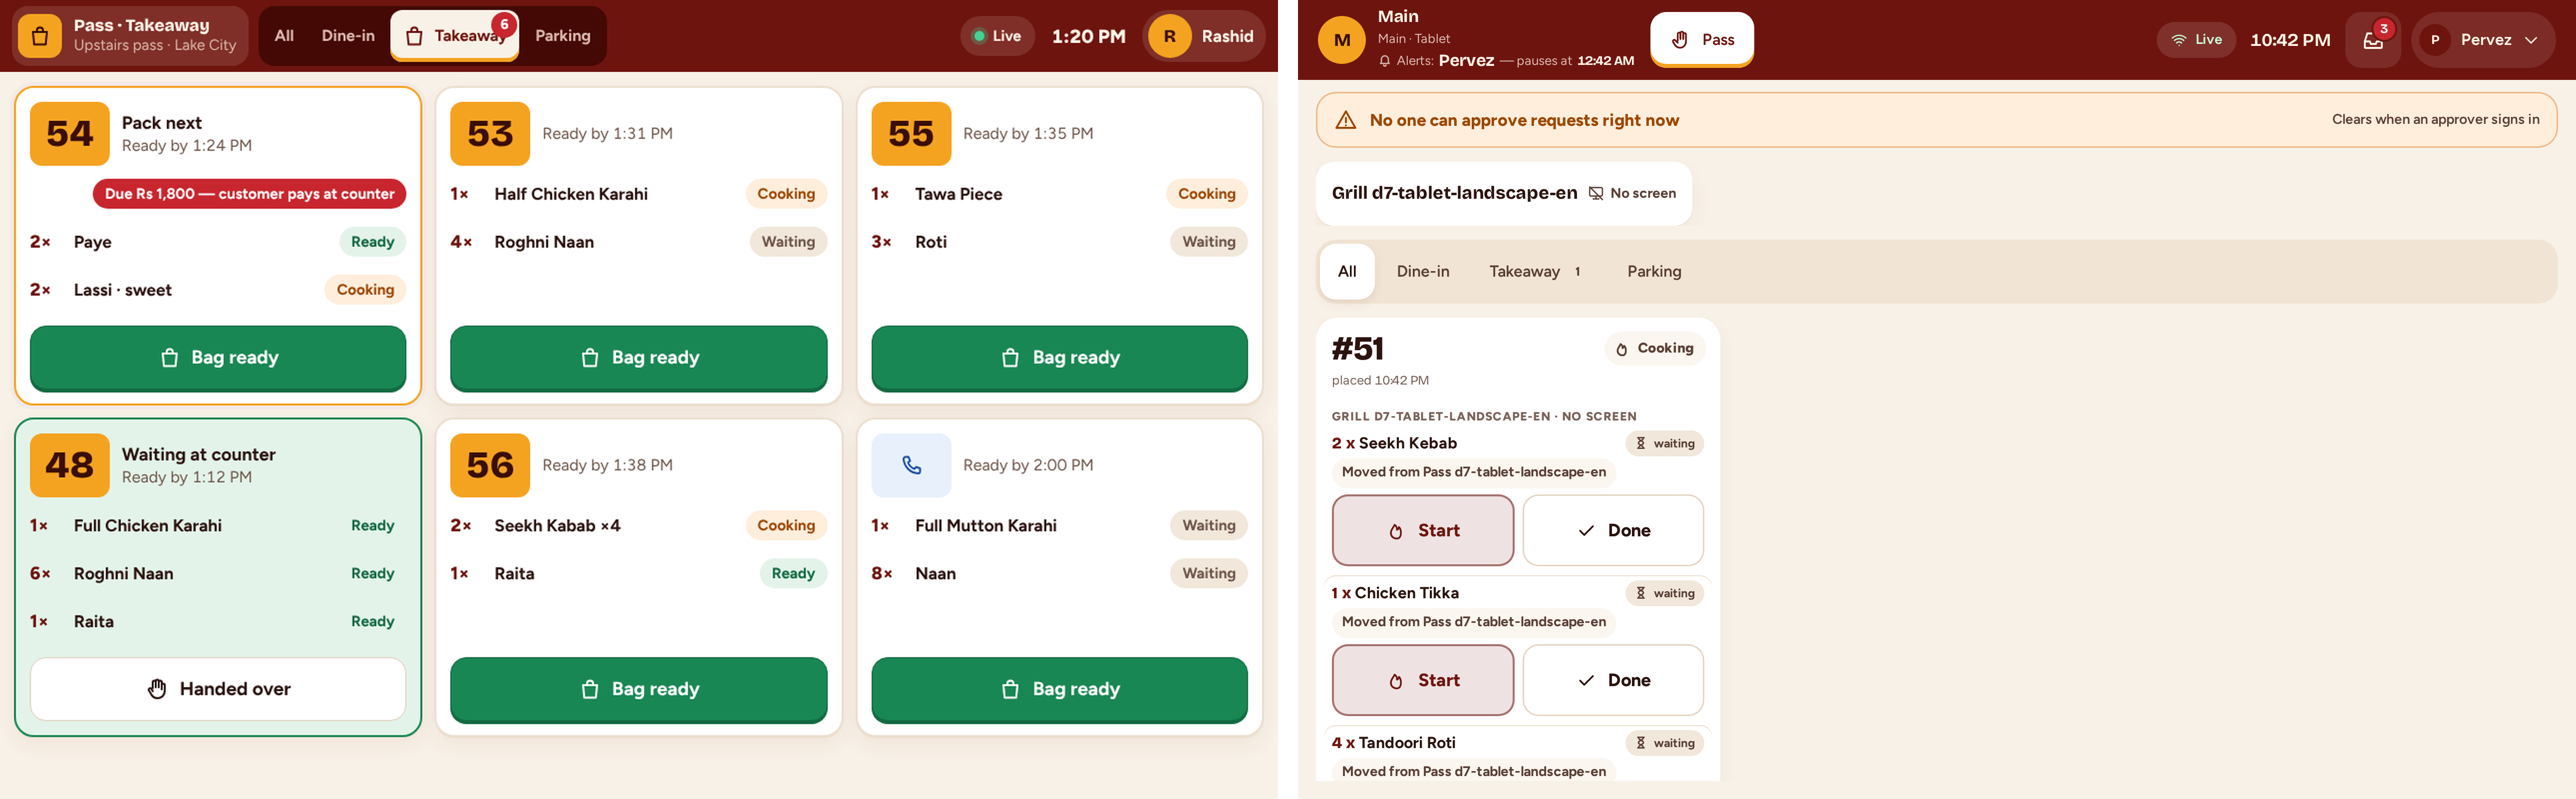 Pass · Takeaway
Upstairs pass · Lake City
All
Dine-in
Takeaway
6
Parking
Live
1:20 PM
R
Rashid
54
Pack next
Ready by 1:24 PM
Due Rs 1,800 — customer pays at counter
2× Paye Ready
2× Lassi · sweet Cooking
Bag ready
53
Ready by 1:31 PM
1× Half Chicken Karahi Cooking
4× Roghni Naan Waiting
Bag ready
55
Ready by 1:35 PM
1× Tawa Piece Cooking
3× Roti Waiting
Bag ready
48
Waiting at counter
Ready by 1:12 PM
1× Full Chicken Karahi Ready
6× Roghni Naan Ready
1× Raita Ready
Handed over
56
Ready by 1:38 PM
2× Seekh Kabab ×4 Cooking
1× Raita Ready
Bag ready
Ready by 2:00 PM
1× Full Mutton Karahi Waiting
8× Naan Waiting
Bag ready
M
Main
Main · Tablet
Alerts: Pervez — pauses at 12:42 AM
Pass
Live
10:42 PM
3
P
Pervez
No one can approve requests right now
Clears when an approver signs in
Grill d7-tablet-landscape-en No screen
All
Dine-in
Takeaway 1
Parking
#51
Cooking
placed 10:42 PM
GRILL D7-TABLET-LANDSCAPE-EN · NO SCREEN
2 x Seekh Kebab waiting
Moved from Pass d7-tablet-landscape-en
Start
Done
1 x Chicken Tikka waiting
Moved from Pass d7-tablet-landscape-en
Start
Done
4 x Tandoori Roti waiting
Moved from Pass d7-tablet-landscape-en